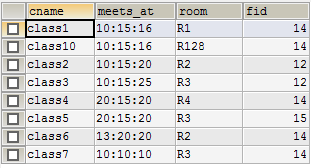 cname meets_at room fid
class1 10:15:16 R1 14
class10 10:15:16 R128 14
class2 10:15:20 R2 12
class3 10:15:25 R3 12
class4 20:15:20 R4 14
class5 20:15:20 R3 15
class6 13:20:20 R2 14
class7 10:10:10 R3 14